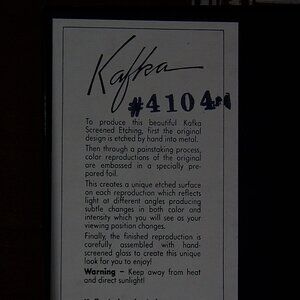 Kafka
#4104
To produce this beautiful Kafka
Screened Etching, first the original
design is etched by hand into metal.
Then through a painstaking process,
color reproductions of the original
are embossed in a specially pre-
pared foil.
This creates a unique etched surface
on each reproduction which reflects
light at different angles producing
subtle changes in both color and
intensity which you will see as your
viewing position changes.
Finally, the finished reproduction is
carefully assembled with hand-
screened glass to create this unique
look for you to enjoy!
Warning – Keep away from heat
and direct sunlight!